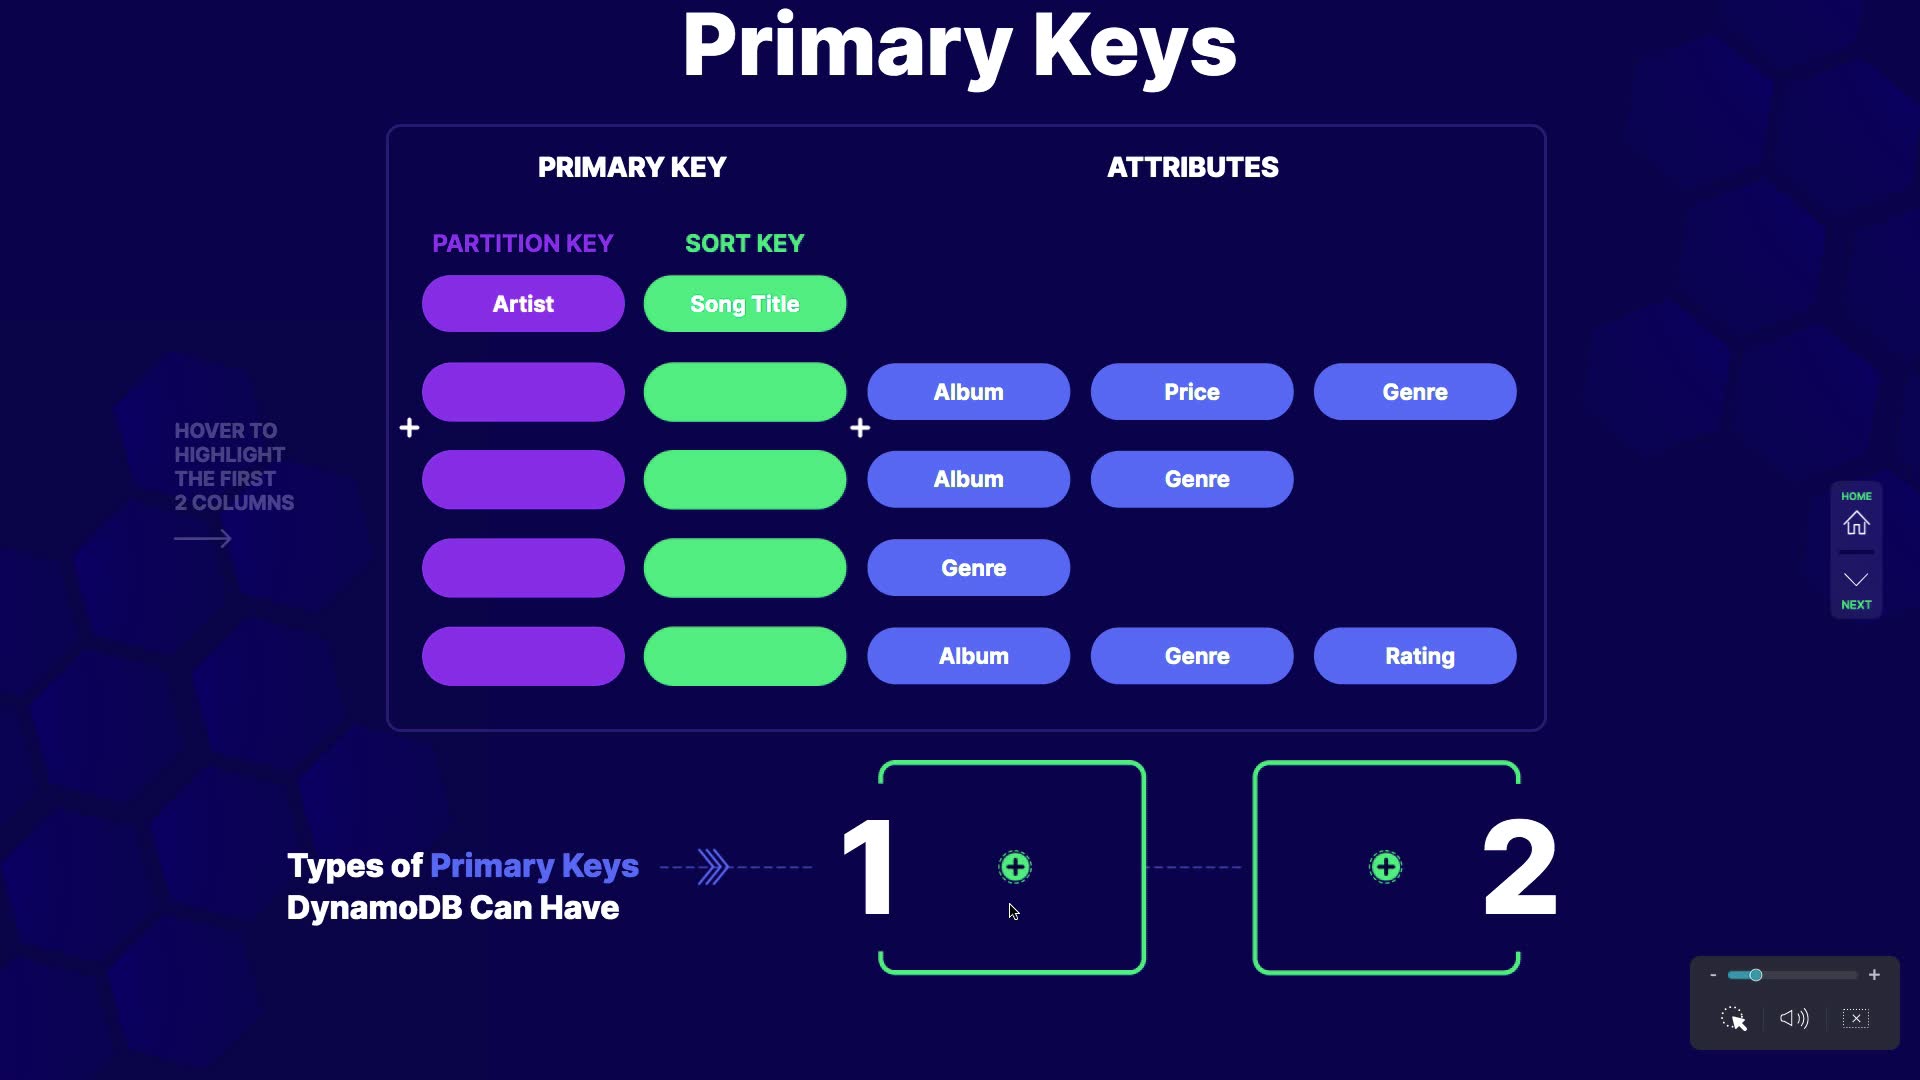 Primary Keys
PRIMARY KEY
ATTRIBUTES
PARTITION KEY
SORT KEY
Artist
Song Title
Album
Price
Genre
HOVER TO
HIGHLIGHT
THE FIRST
2 COLUMNS
Album
Genre
Genre
Album
Genre
Rating
HOME
NEXT
Types of Primary Keys
DynamoDB Can Have
1
2